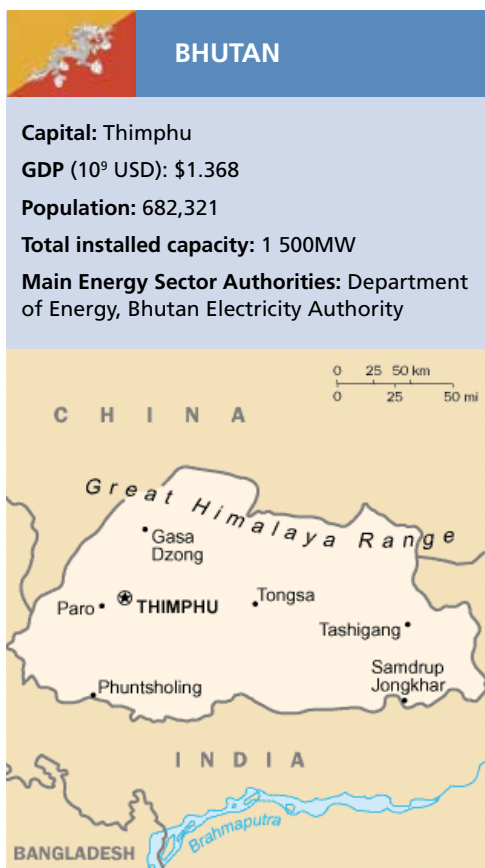 BHUTAN
Capital: Thimphu
GDP (10⁹ USD): $1.368
Population: 682,321
Total installed capacity: 1 500MW
Main Energy Sector Authorities: Department
of Energy, Bhutan Electricity Authority
0 25 50 km
0 25 50 mi
CHINA
Great Himalaya Range
Gasa
Dzong
Paro
THIMPHU
Tongsa
Tashigang
Samdrup
Jongkhar
Phuntsholing
INDIA
Brahmaputra
BANGLADESH